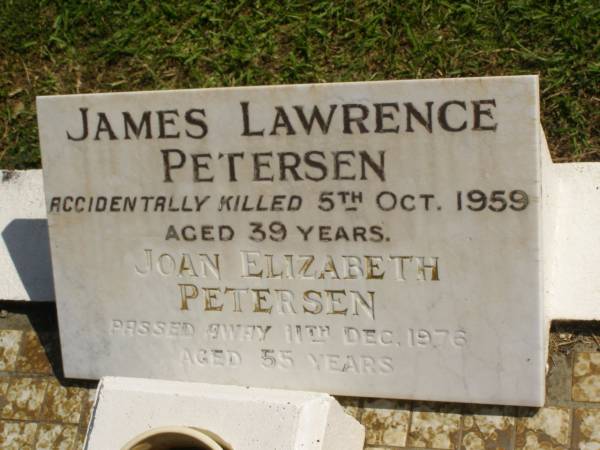 JAMES LAWRENCE
PETERSEN
ACCIDENTALLY KILLED 5TH OCT. 1959
AGED 39 YEARS.
JOAN ELIZABETH
PETERSEN
PASSED AWAY 11TH DEC. 1976
AGED 55 YEARS